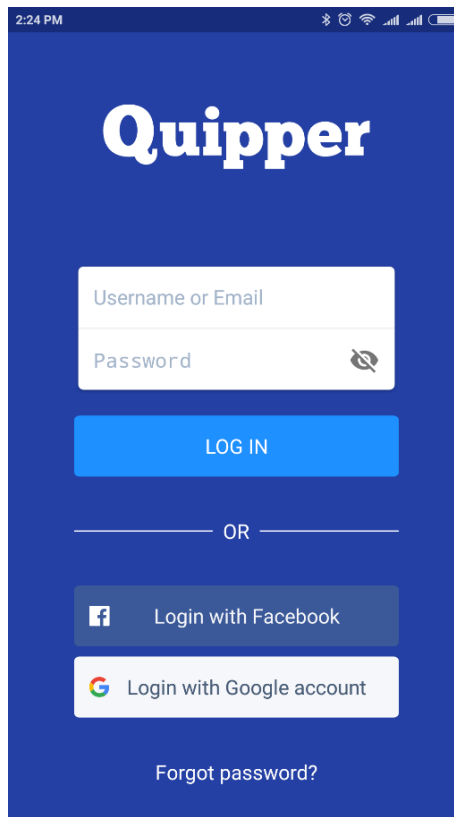 2:24 PM
Quipper
Username or Email
Password
LOG IN
OR
Login with Facebook
Login with Google account
Forgot password?